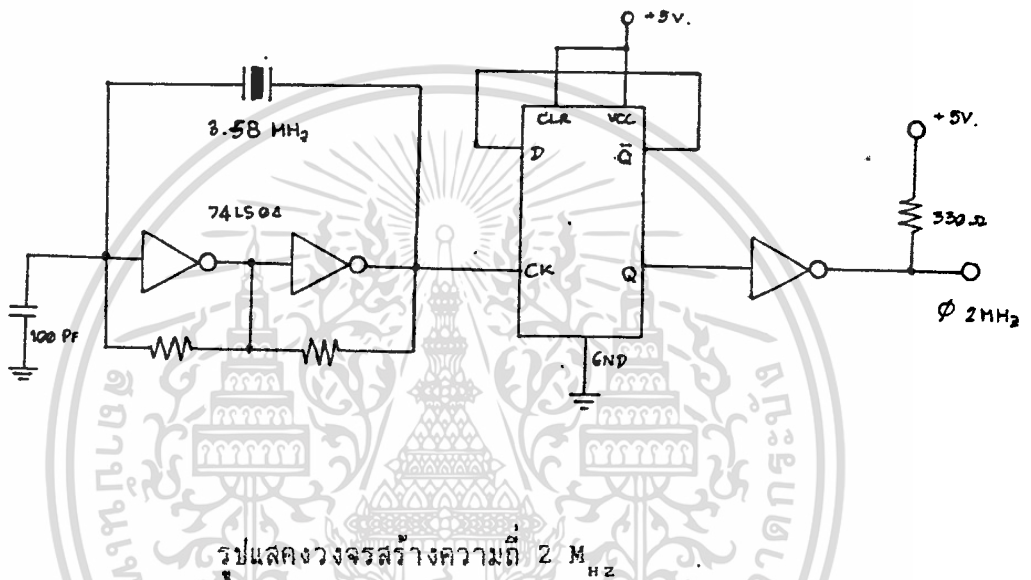 +5V.
3.58 MHz
CLR VCC
D Q̄
+5V.
74LS04
330Ω
CK Q
100 PF
φ 2MHz
GND
รูปแสดงวงจรสร้างความถี่ 2 MHZ